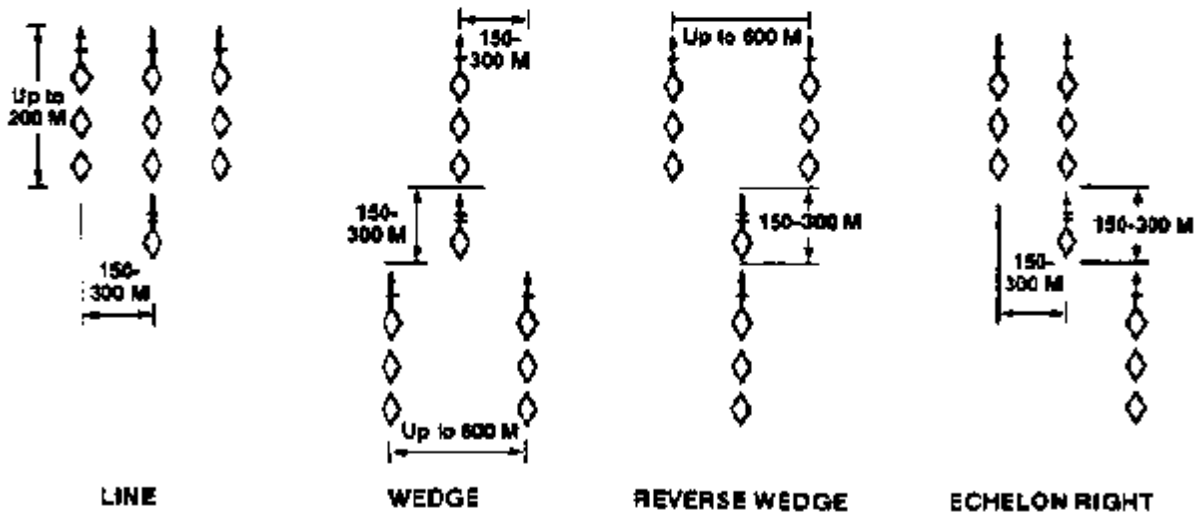 Up to
200 M
150-
300 M
LINE
150-
300 M
150-
300 M
Up to 600 M
WEDGE
Up to 600 M
150-300 M
REVERSE WEDGE
150-300 M
150-
300 M
ECHELON RIGHT